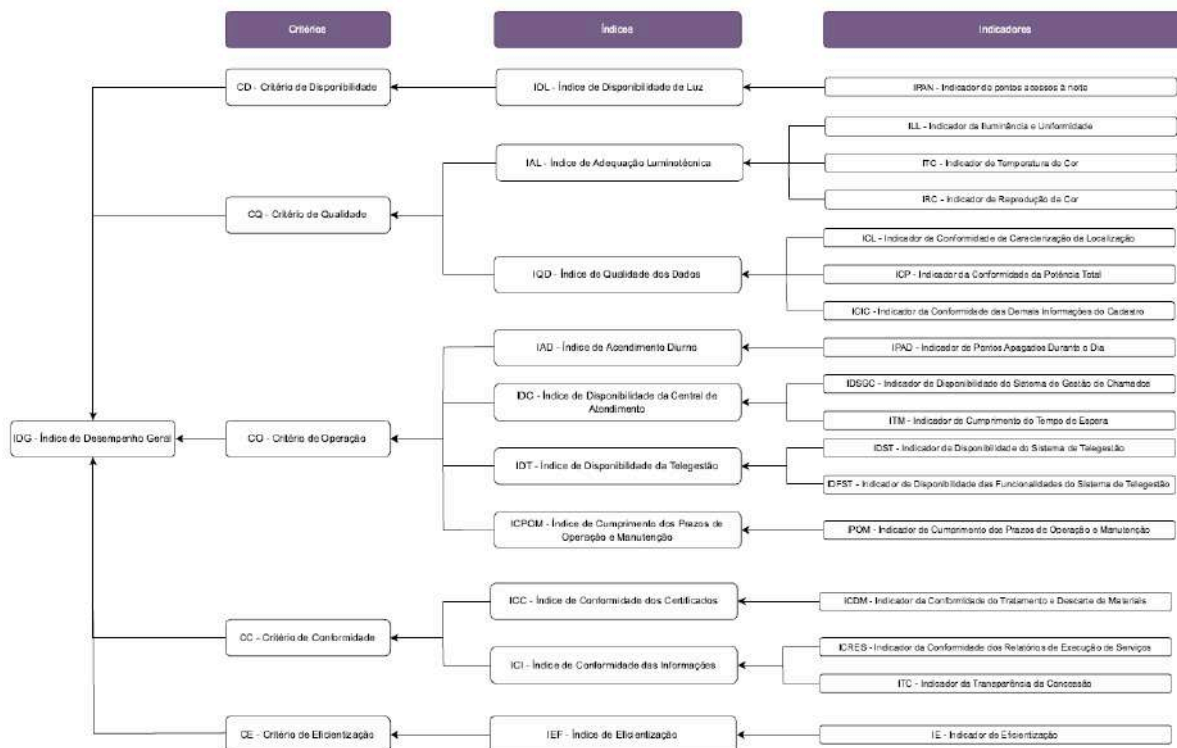 Critérios
Índices
Indicadores
CD - Critério de Disponibilidade
IDL - Índice de Disponibilidade de Luz
IPAN - Indicador de pontos acessos à noite
ILL - Indicador da Iluminância e Uniformidade
IAL - Índice de Adequação Luminotécnica
ITC - Indicador de Temperatura de Cor
IRC - Indicador de Reprodução de Cor
CQ - Critério de Qualidade
ICL - Indicador da Conformidade de Caracterização da Localização
IQD - Índice de Qualidade dos Dados
ICP - Indicador da Conformidade da Potência Total
ICIC - Indicador da Conformidade das Demais Informações do Cadastro
IAD - Índice de Acendimento Diurno
IPAD - Indicador de Pontos Apagados Durante o Dia
IDC - Índice de Disponibilidade da Central de
Atendimento
IDSGC - Indicador de Disponibilidade do Sistema de Gestão de Chamados
ITM - Indicador de Cumprimento do Tempo de Espera
IDG - Índice de Desempenho Geral
CO - Critério de Operação
IDT - Índice de Disponibilidade da Telegestão
IDST - Indicador de Disponibilidade do Sistema de Telegestão
IDFST - Indicador de Disponibilidade das Funcionalidades do Sistema de Telegestão
ICPOM - Índice de Cumprimento dos Prazos de
Operação e Manutenção
IPOM - Indicador de Cumprimento dos Prazos de Operação e Manutenção
ICC - Índice de Conformidade dos Certificados
ICDM - Indicador da Conformidade do Tratamento e Descarte de Materiais
CC - Critério de Conformidade
ICI - Índice de Conformidade das Informações
ICRES - Indicador da Conformidade dos Relatórios de Execução de Serviços
ITC - Indicador da Transparência da Concessão
CE - Critério de Eficientização
IEF - Índice de Eficientização
IE - Indicador de Eficientização